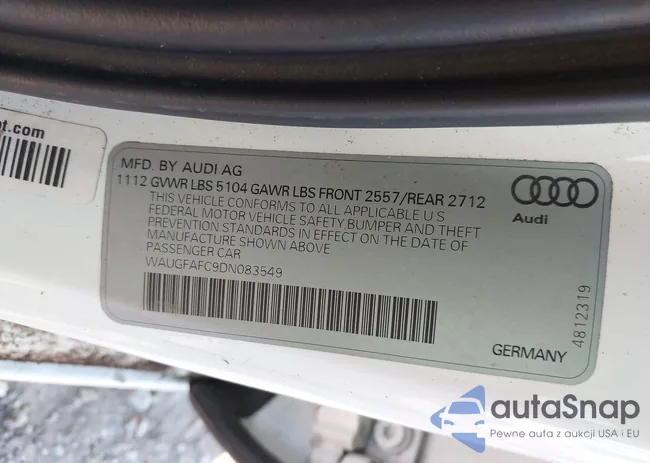 pt.com
MFD. BY AUDI AG
1112 GVWR LBS 5104 GAWR LBS FRONT 2557/REAR 2712
THIS VEHICLE CONFORMS TO ALL APPLICABLE U S
FEDERAL MOTOR VEHICLE SAFETY BUMPER AND THEFT
PREVENTION STANDARDS IN EFFECT ON THE DATE OF
MANUFACTURE SHOWN ABOVE
PASSENGER CAR
WAUGFAFC9DN083549
Audi
4812319
GERMANY
autaSnap
Pewne auta z aukcji USA i EU